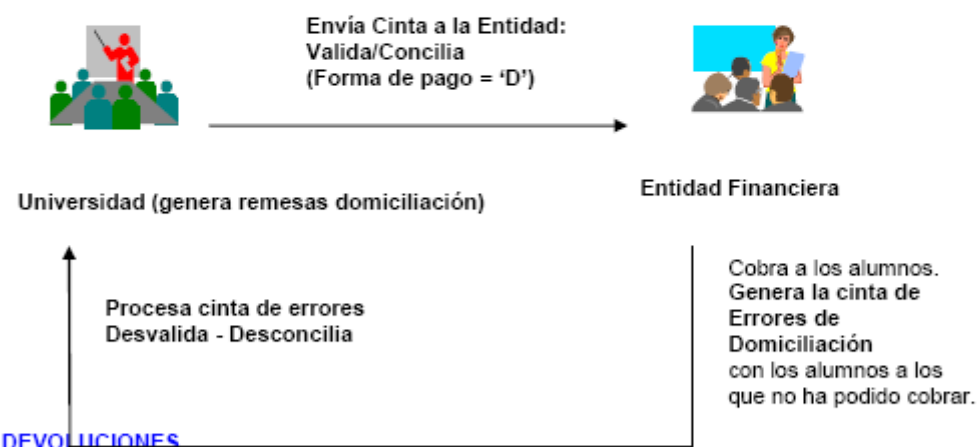 Envía Cinta a la Entidad:
Valida/Concilia
(Forma de pago = 'D')
Universidad (genera remesas domiciliación)
Entidad Financiera
Procesa cinta de errores
Desvalida - Desconcilia
Cobra a los alumnos.
Genera la cinta de
Errores de
Domiciliación
con los alumnos a los
que no ha podido cobrar.
DEVOLUCIONES